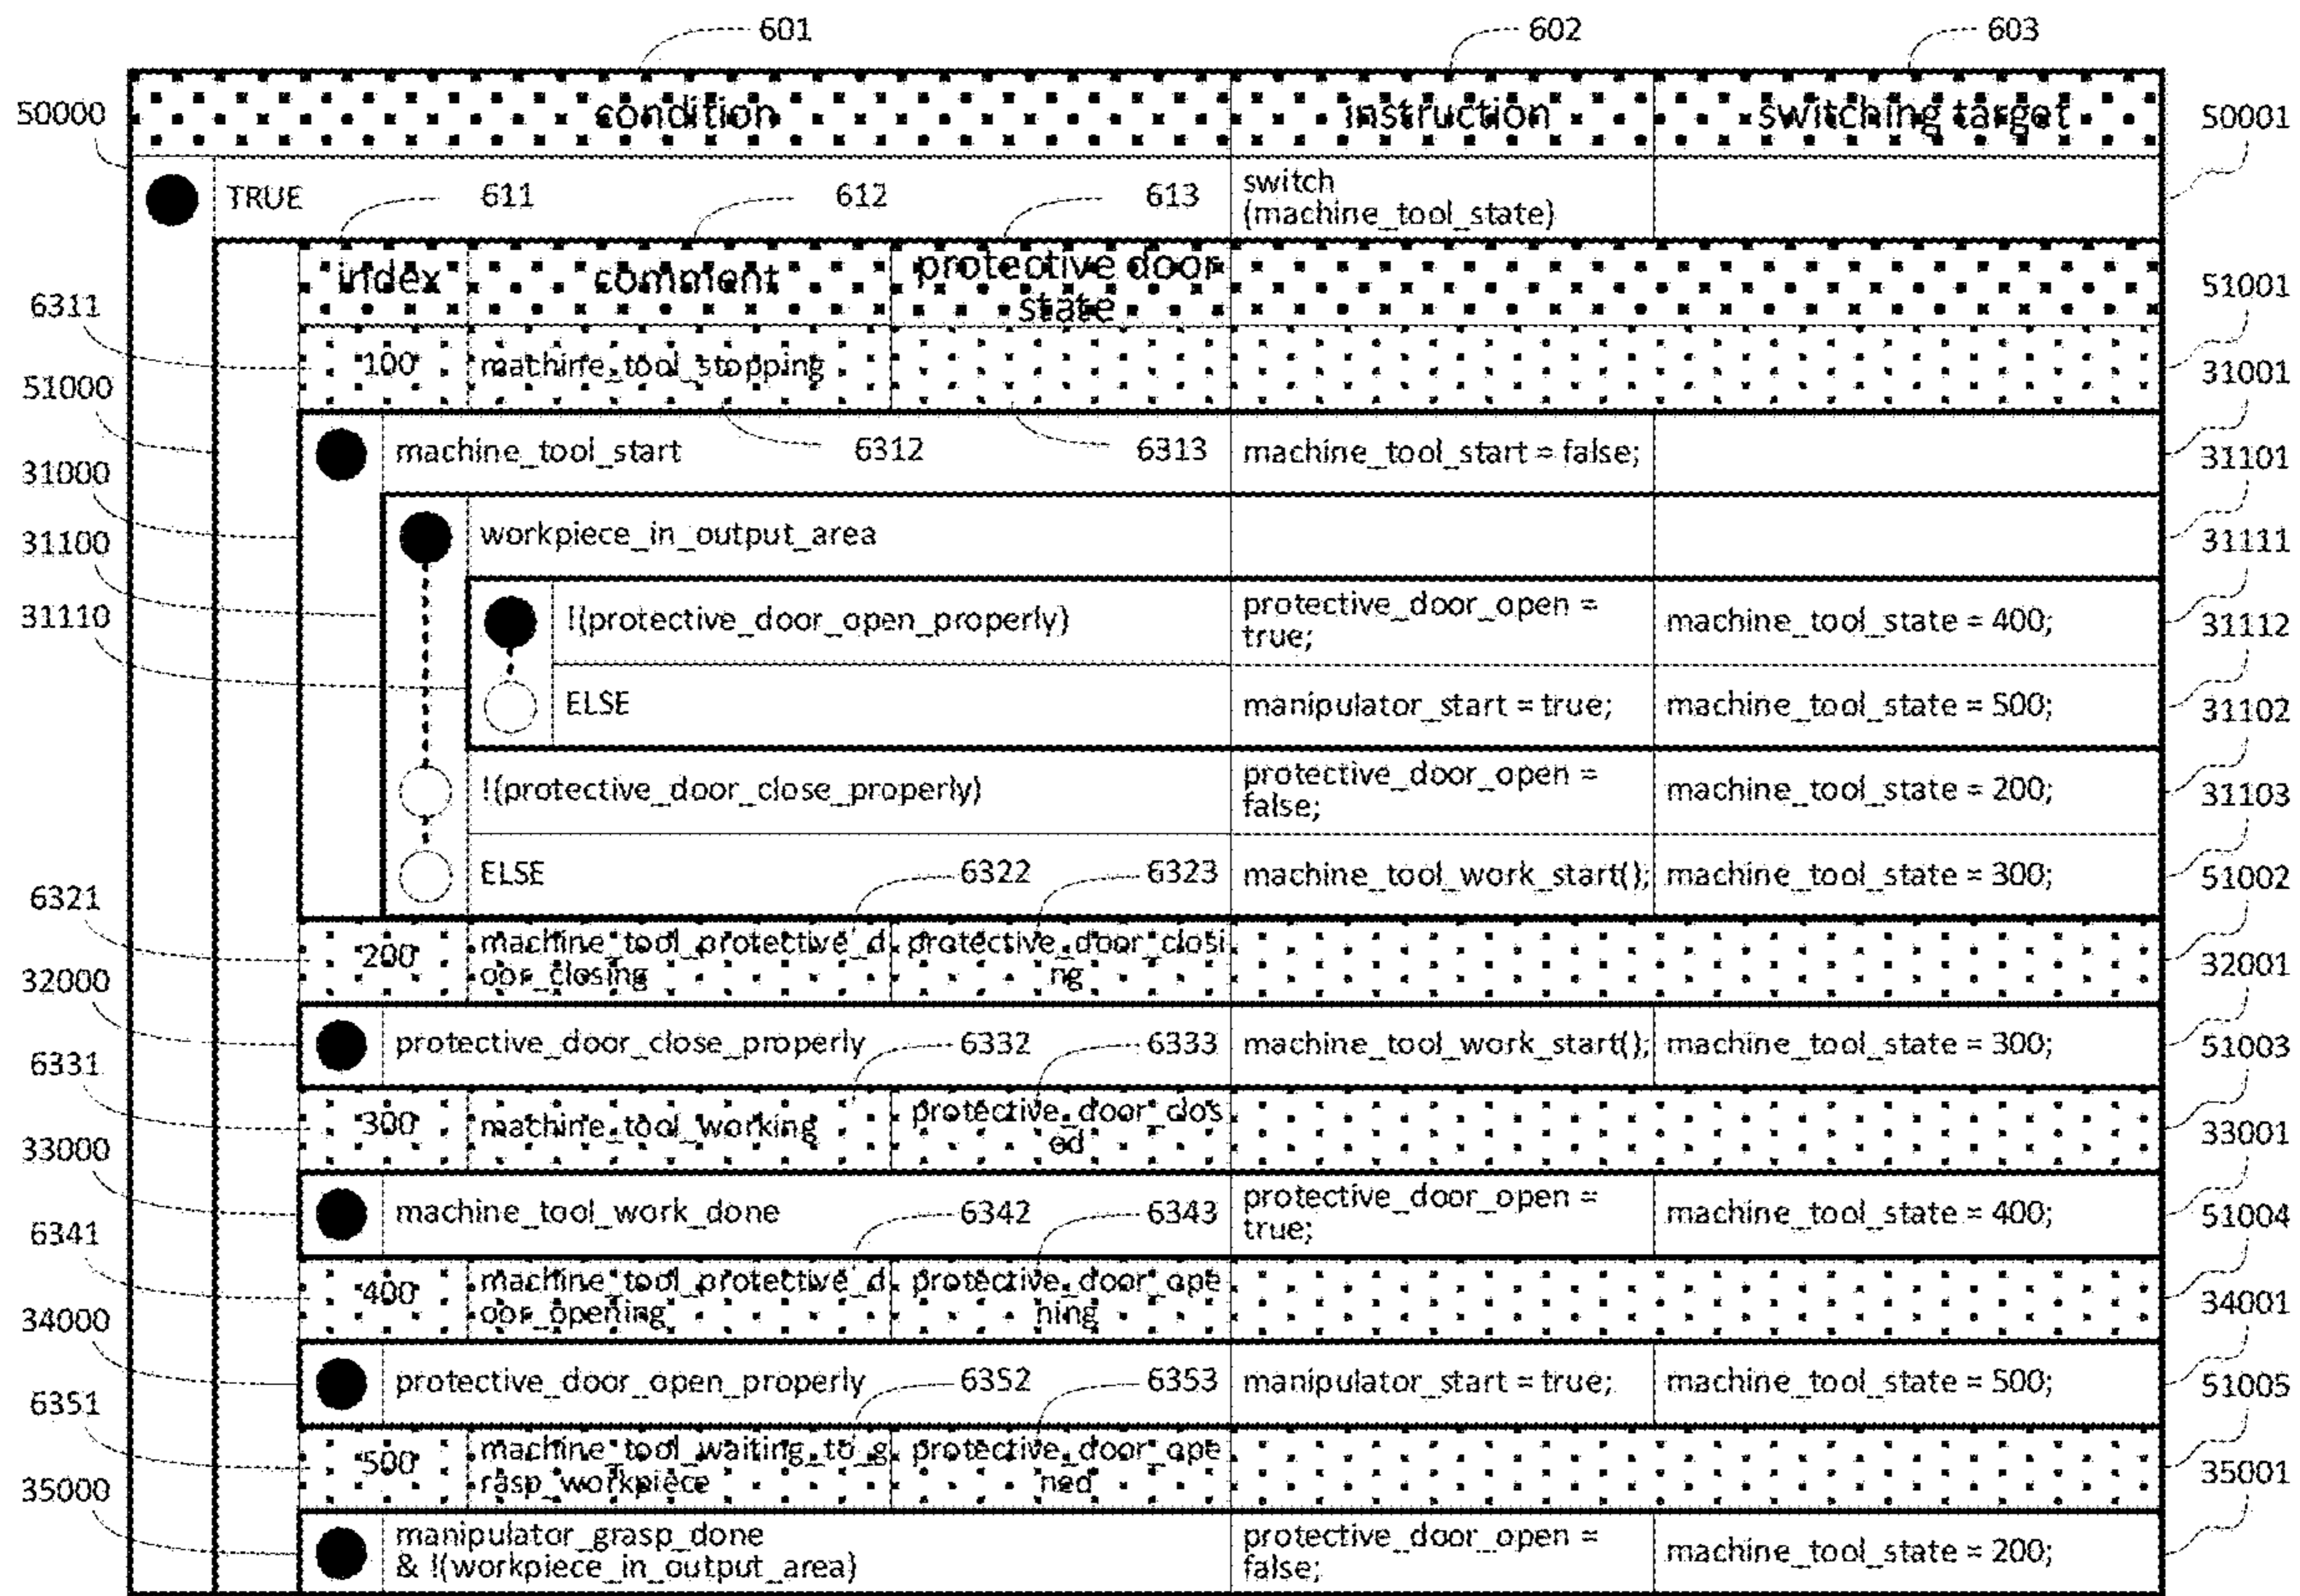 601 602 603
50000 condition instruction switching target 50001
TRUE 611 612 613 switch
(machine_tool_state)
index comment protective door
state
6311 51001
100 machine_tool_stopping
51000 31001
machine_tool_start 6312 6313 machine_tool_start = false;
31000 31101
workpiece_in_output_area
31100 31111
31110 !(protective_door_open_properly) protective_door_open =
true; machine_tool_state = 400; 31112
ELSE manipulator_start = true; machine_tool_state = 500; 31102
!(protective_door_close_properly) protective_door_open =
false; machine_tool_state = 200; 31103
ELSE 6322 6323 machine_tool_work_start(); machine_tool_state = 300; 51002
6321
200 machine_tool_protective_d protective_door_closi
oor_closing ng
32000 32001
protective_door_close_properly 6332 6333 machine_tool_work_start(); machine_tool_state = 300; 51003
6331
300 machine_tool_working protective_door_clos
ed
33000 33001
machine_tool_work_done 6342 6343 protective_door_open =
true; machine_tool_state = 400; 51004
6341
400 machine_tool_protective_d protective_door_ope
oor_opening ning
34000 34001
protective_door_open_properly 6352 6353 manipulator_start = true; machine_tool_state = 500; 51005
6351
500 machine_tool_waiting_to_g protective_door_ope
rasp_workpiece ned
35000 35001
manipulator_grasp_done
& !(workpiece_in_output_area) protective_door_open =
false; machine_tool_state = 200;